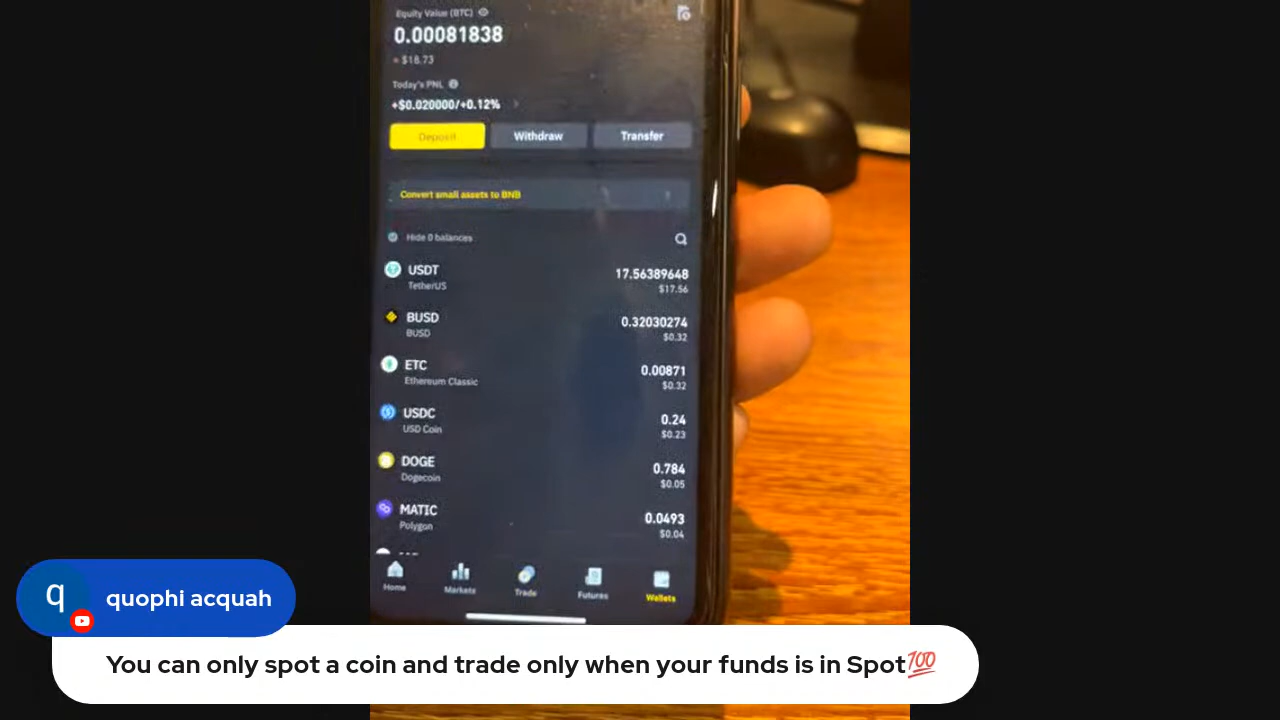 Equity Value (BTC)
0.00081838
≈ $18.73
Today's PNL
+$0.020000/+0.12%
Deposit
Withdraw
Transfer
Convert small assets to BNB
Hide 0 balances
USDT
17.56389648
TetherUS
$17.56
BUSD
0.32030274
BUSD
$0.32
ETC
0.00871
Ethereum Classic
$0.32
USDC
0.24
USD Coin
$0.23
DOGE
0.784
Dogecoin
$0.05
MATIC
0.0493
Polygon
$0.04
Home
Markets
Trade
Futures
Wallets
q
quophi acquah
You can only spot a coin and trade only when your funds is in Spot💯